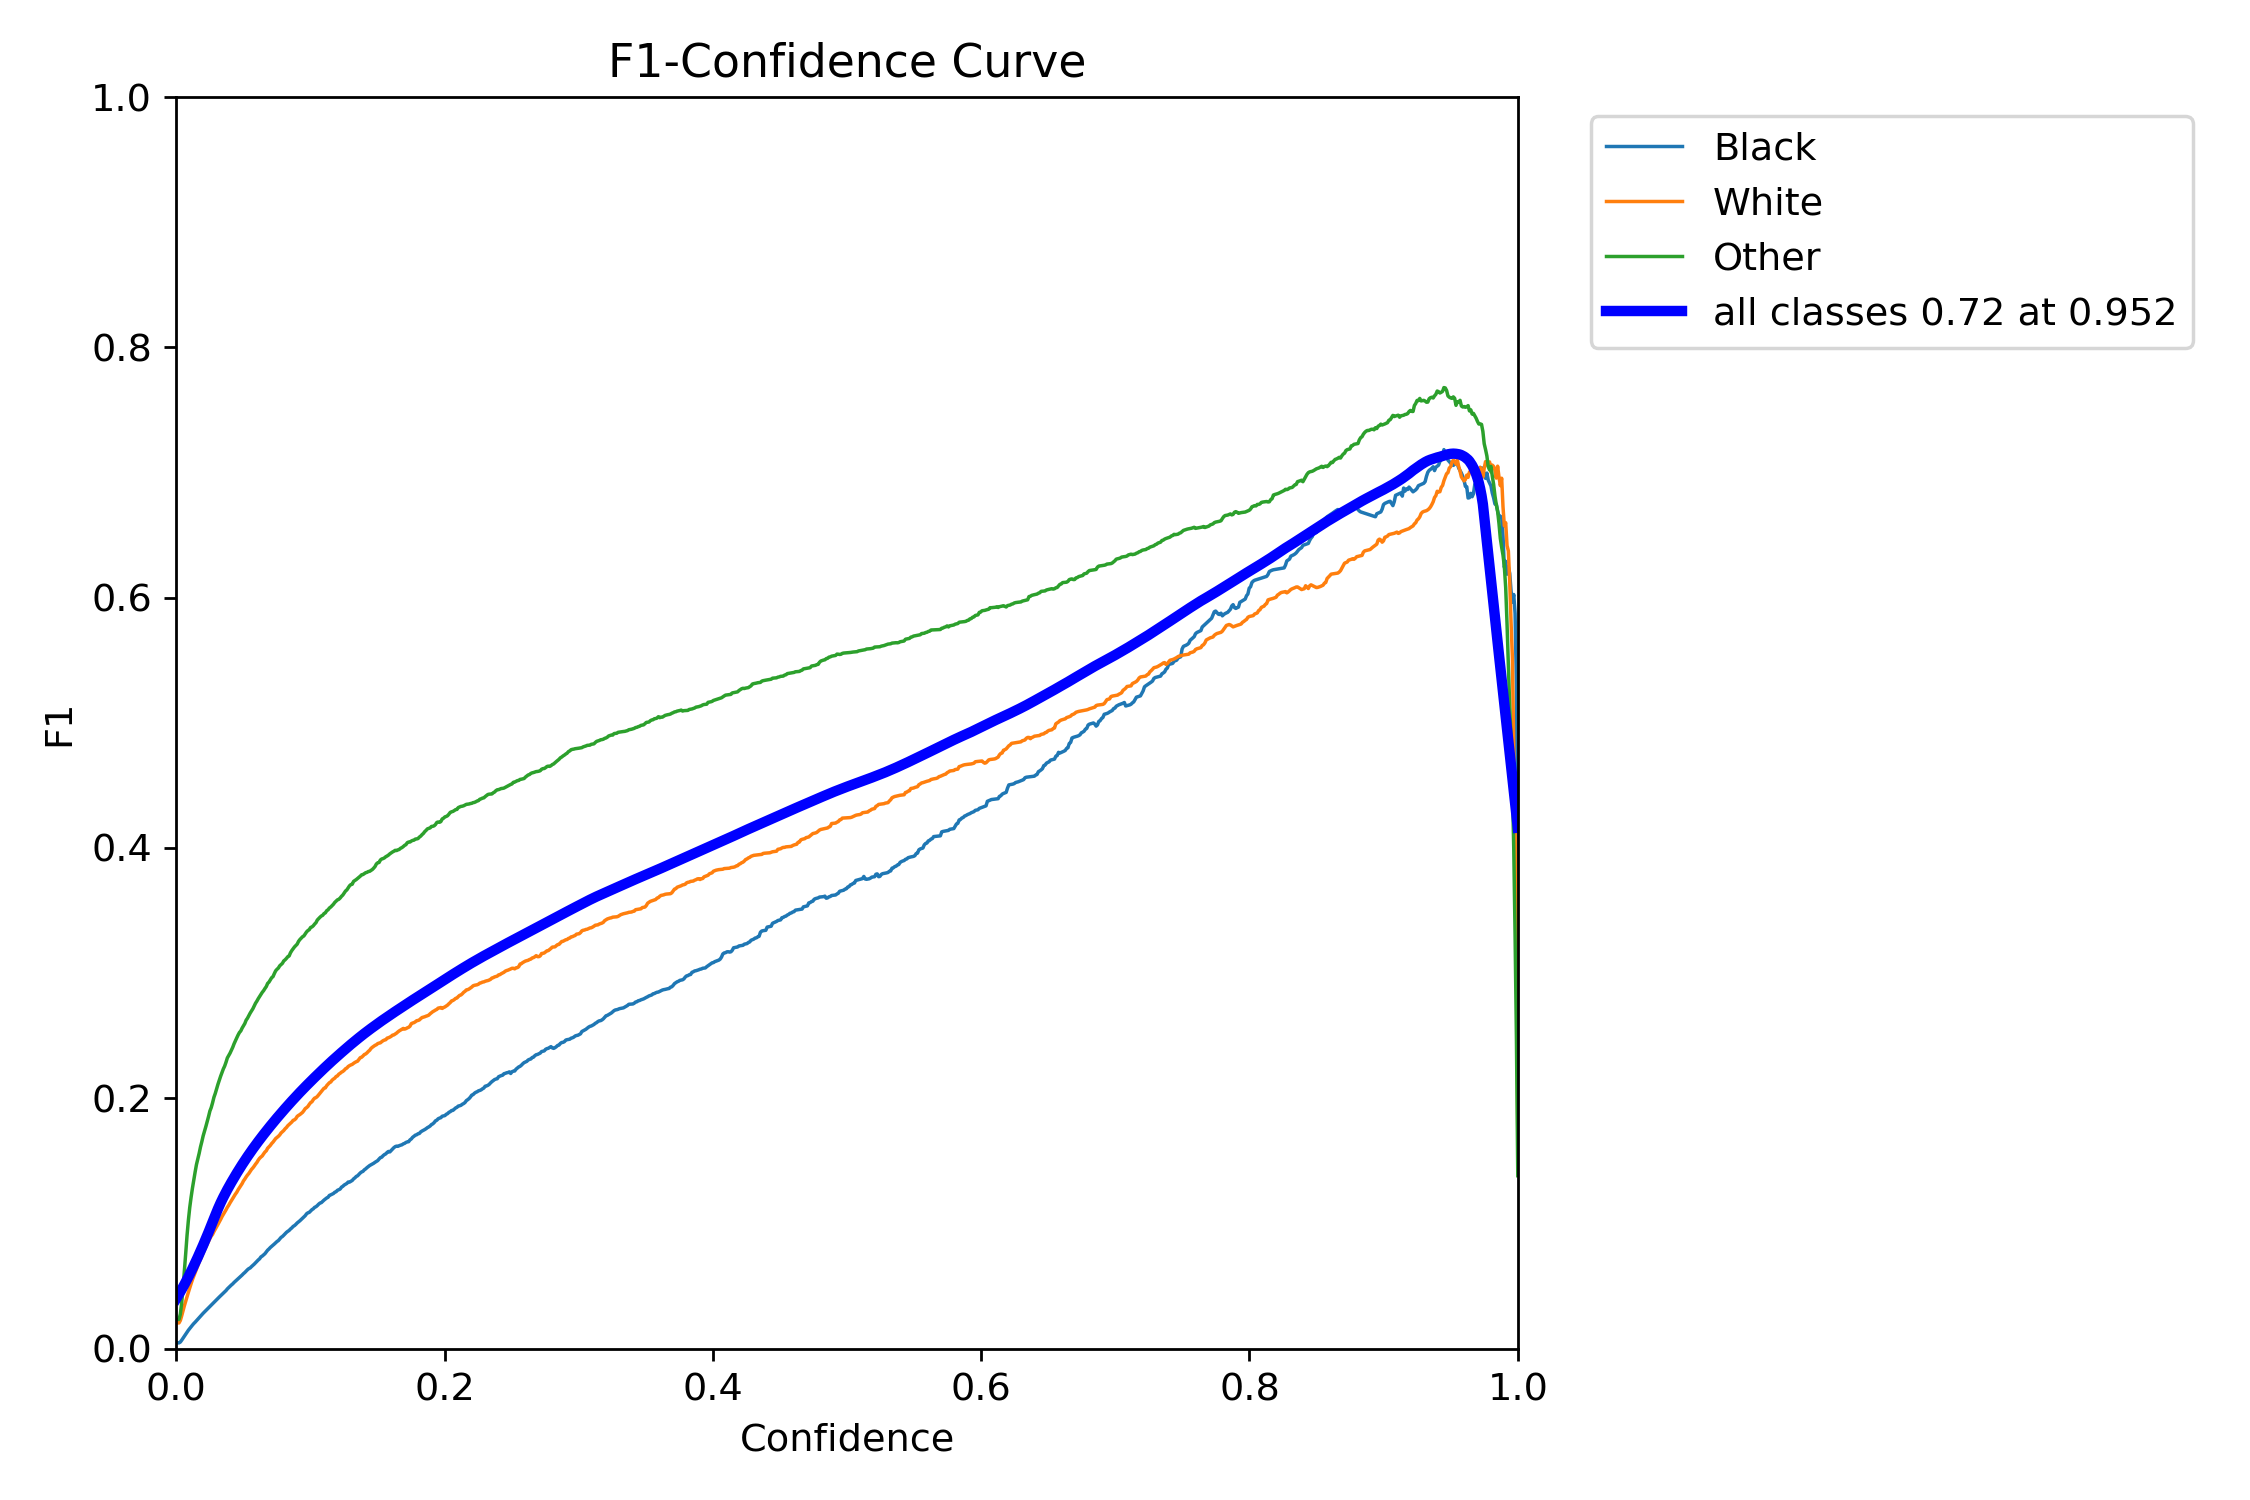 F1-Confidence Curve
1.0
0.8
0.6
0.4
0.2
0.0
F1
0.0 0.2 0.4 0.6 0.8 1.0
Confidence
Black
White
Other
all classes 0.72 at 0.952